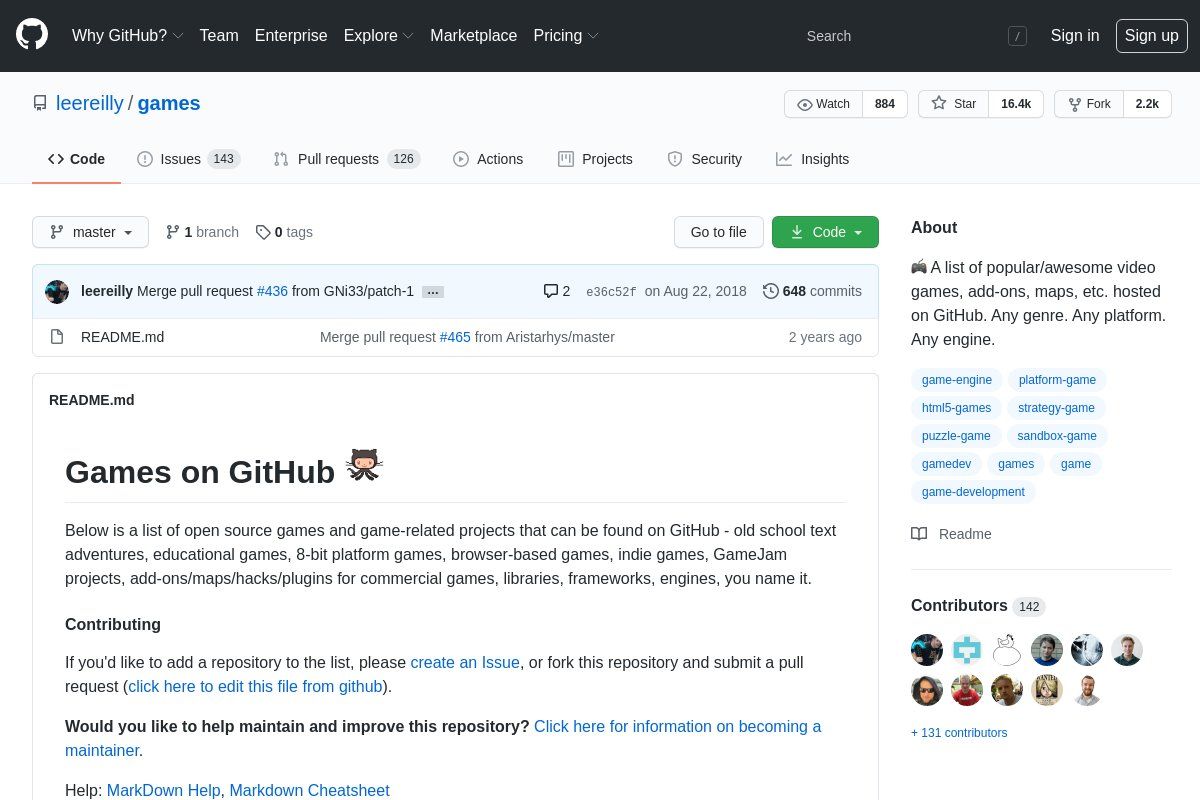 Why GitHub? Team Enterprise Explore Marketplace Pricing Search / Sign in Sign up
leereilly / games Watch 884 Star 16.4k Fork 2.2k
Code Issues 143 Pull requests 126 Actions Projects Security Insights
master 1 branch 0 tags Go to file Code
leereilly Merge pull request #436 from GNi33/patch-1 ... 2 e36c52f on Aug 22, 2018 648 commits
README.md Merge pull request #465 from Aristarhys/master 2 years ago
README.md
Games on GitHub
Below is a list of open source games and game-related projects that can be found on GitHub - old school text
adventures, educational games, 8-bit platform games, browser-based games, indie games, GameJam
projects, add-ons/maps/hacks/plugins for commercial games, libraries, frameworks, engines, you name it.
Contributing
If you'd like to add a repository to the list, please create an Issue, or fork this repository and submit a pull
request (click here to edit this file from github).
Would you like to help maintain and improve this repository? Click here for information on becoming a
maintainer.
Help: MarkDown Help, Markdown Cheatsheet
About
A list of popular/awesome video
games, add-ons, maps, etc. hosted
on GitHub. Any genre. Any platform.
Any engine.
game-engine platform-game
html5-games strategy-game
puzzle-game sandbox-game
gamedev games game
game-development
Readme
Contributors 142
+ 131 contributors